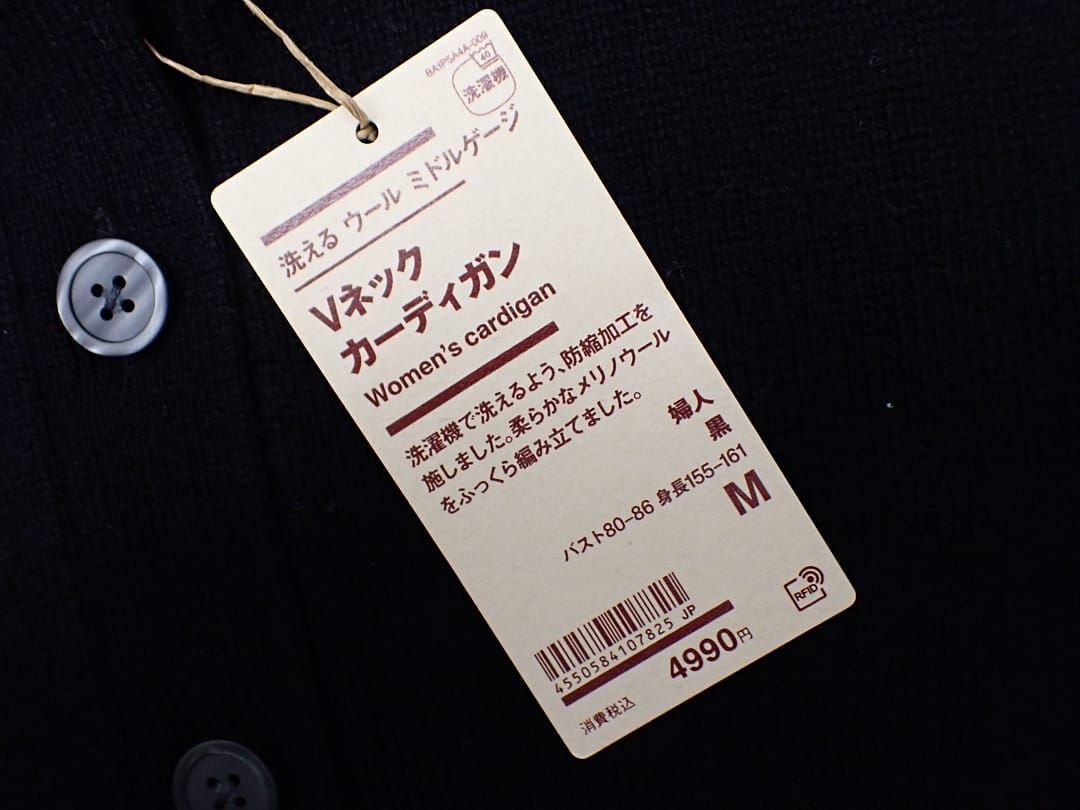 BA1P5A4A-009
40
洗濯機
洗える ウール ミドルゲージ
Vネック
カーディガン
Women's cardigan
洗濯機で洗えるよう、防縮加工を
施しました。柔らかなメリノウール
をふっくら編み立てました。
婦人
黒
バスト80-86 身長155-161
M
RFID
4550584107825 JP
4990円
消費税込